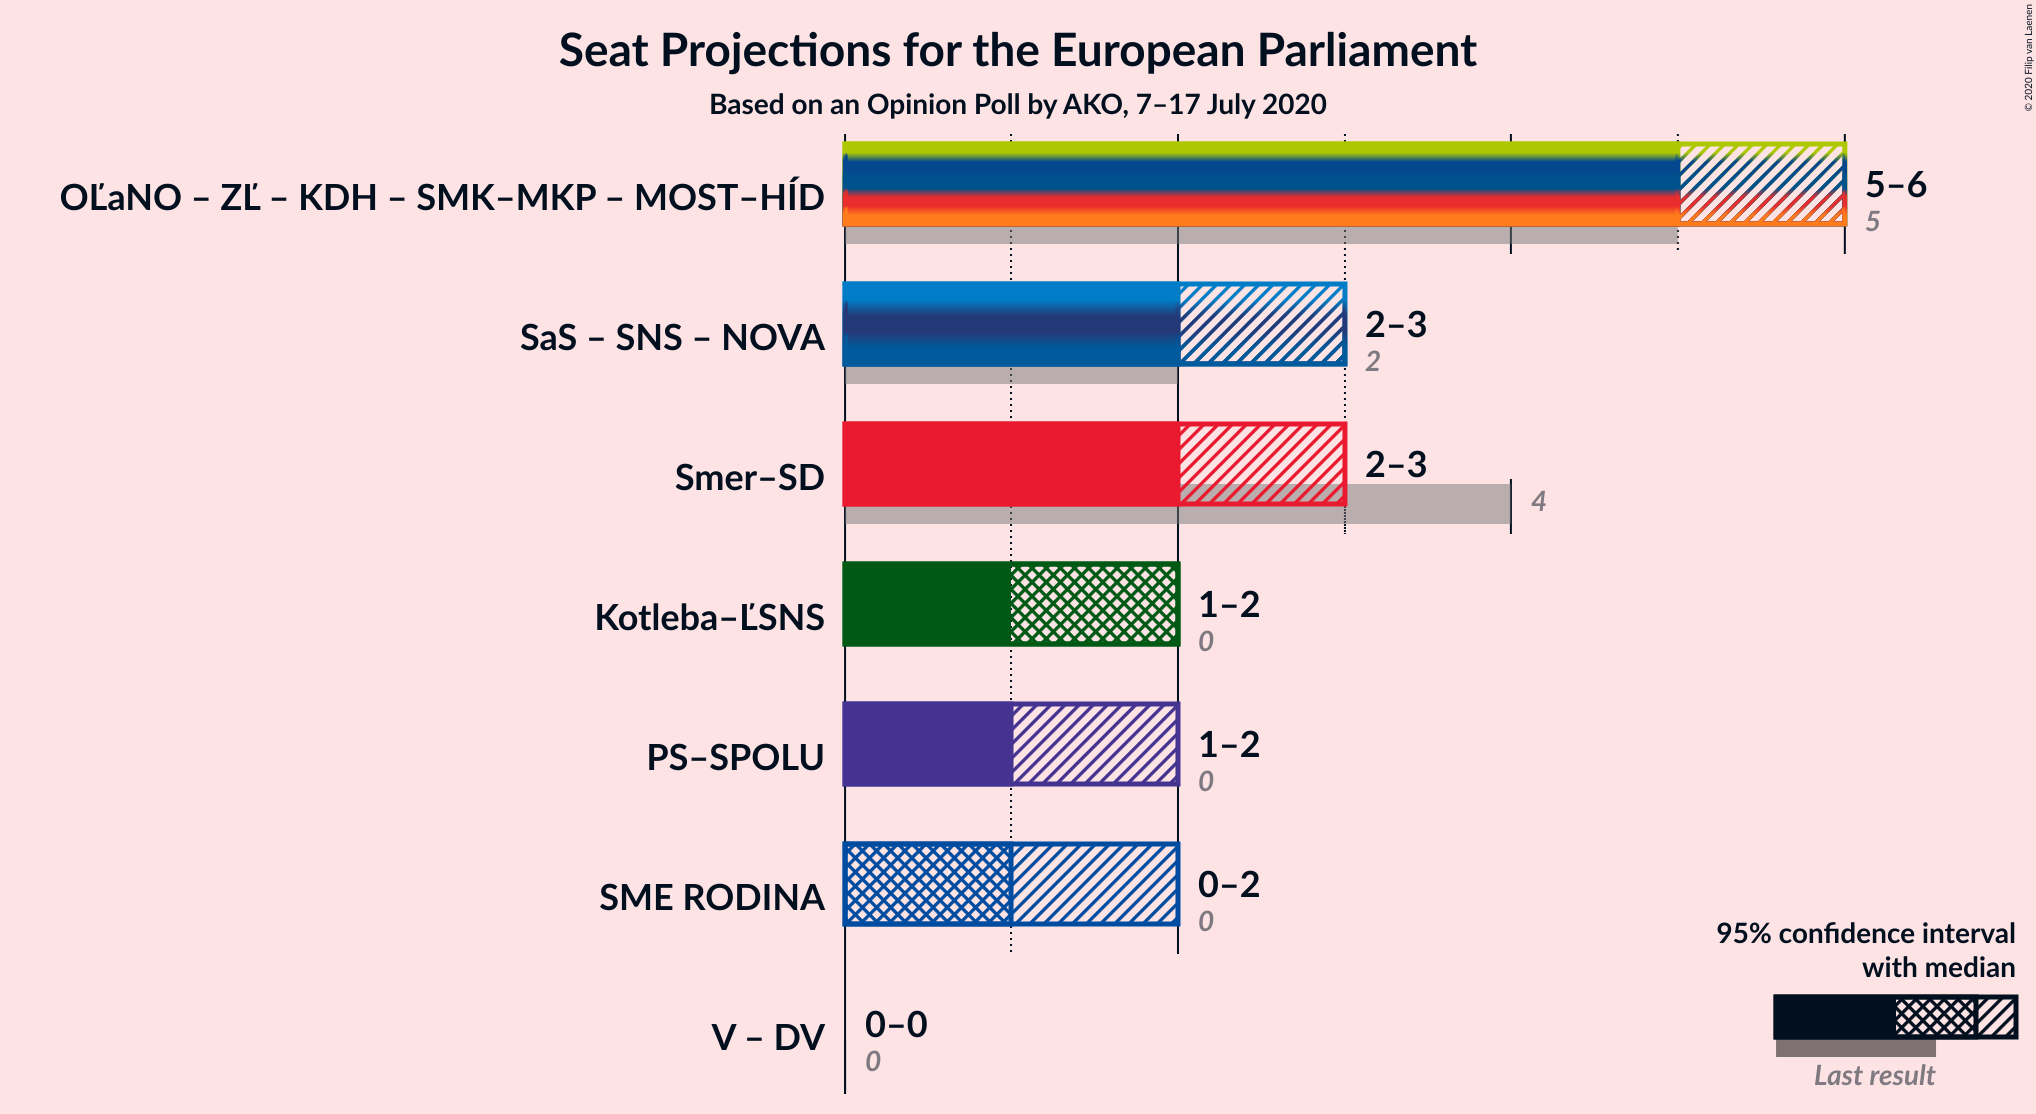 Seat Projections for the European Parliament
Based on an Opinion Poll by AKO, 7–17 July 2020
© 2020 Filip van Laenen
OĽaNO – ZĽ – KDH – SMK–MKP – MOST–HÍD
5–6
5
SaS – SNS – NOVA
2–3
2
Smer–SD
2–3
4
Kotleba–ĽSNS
1–2
0
PS–SPOLU
1–2
0
SME RODINA
0–2
0
V – DV
0–0
0
95% confidence interval
with median
Last result